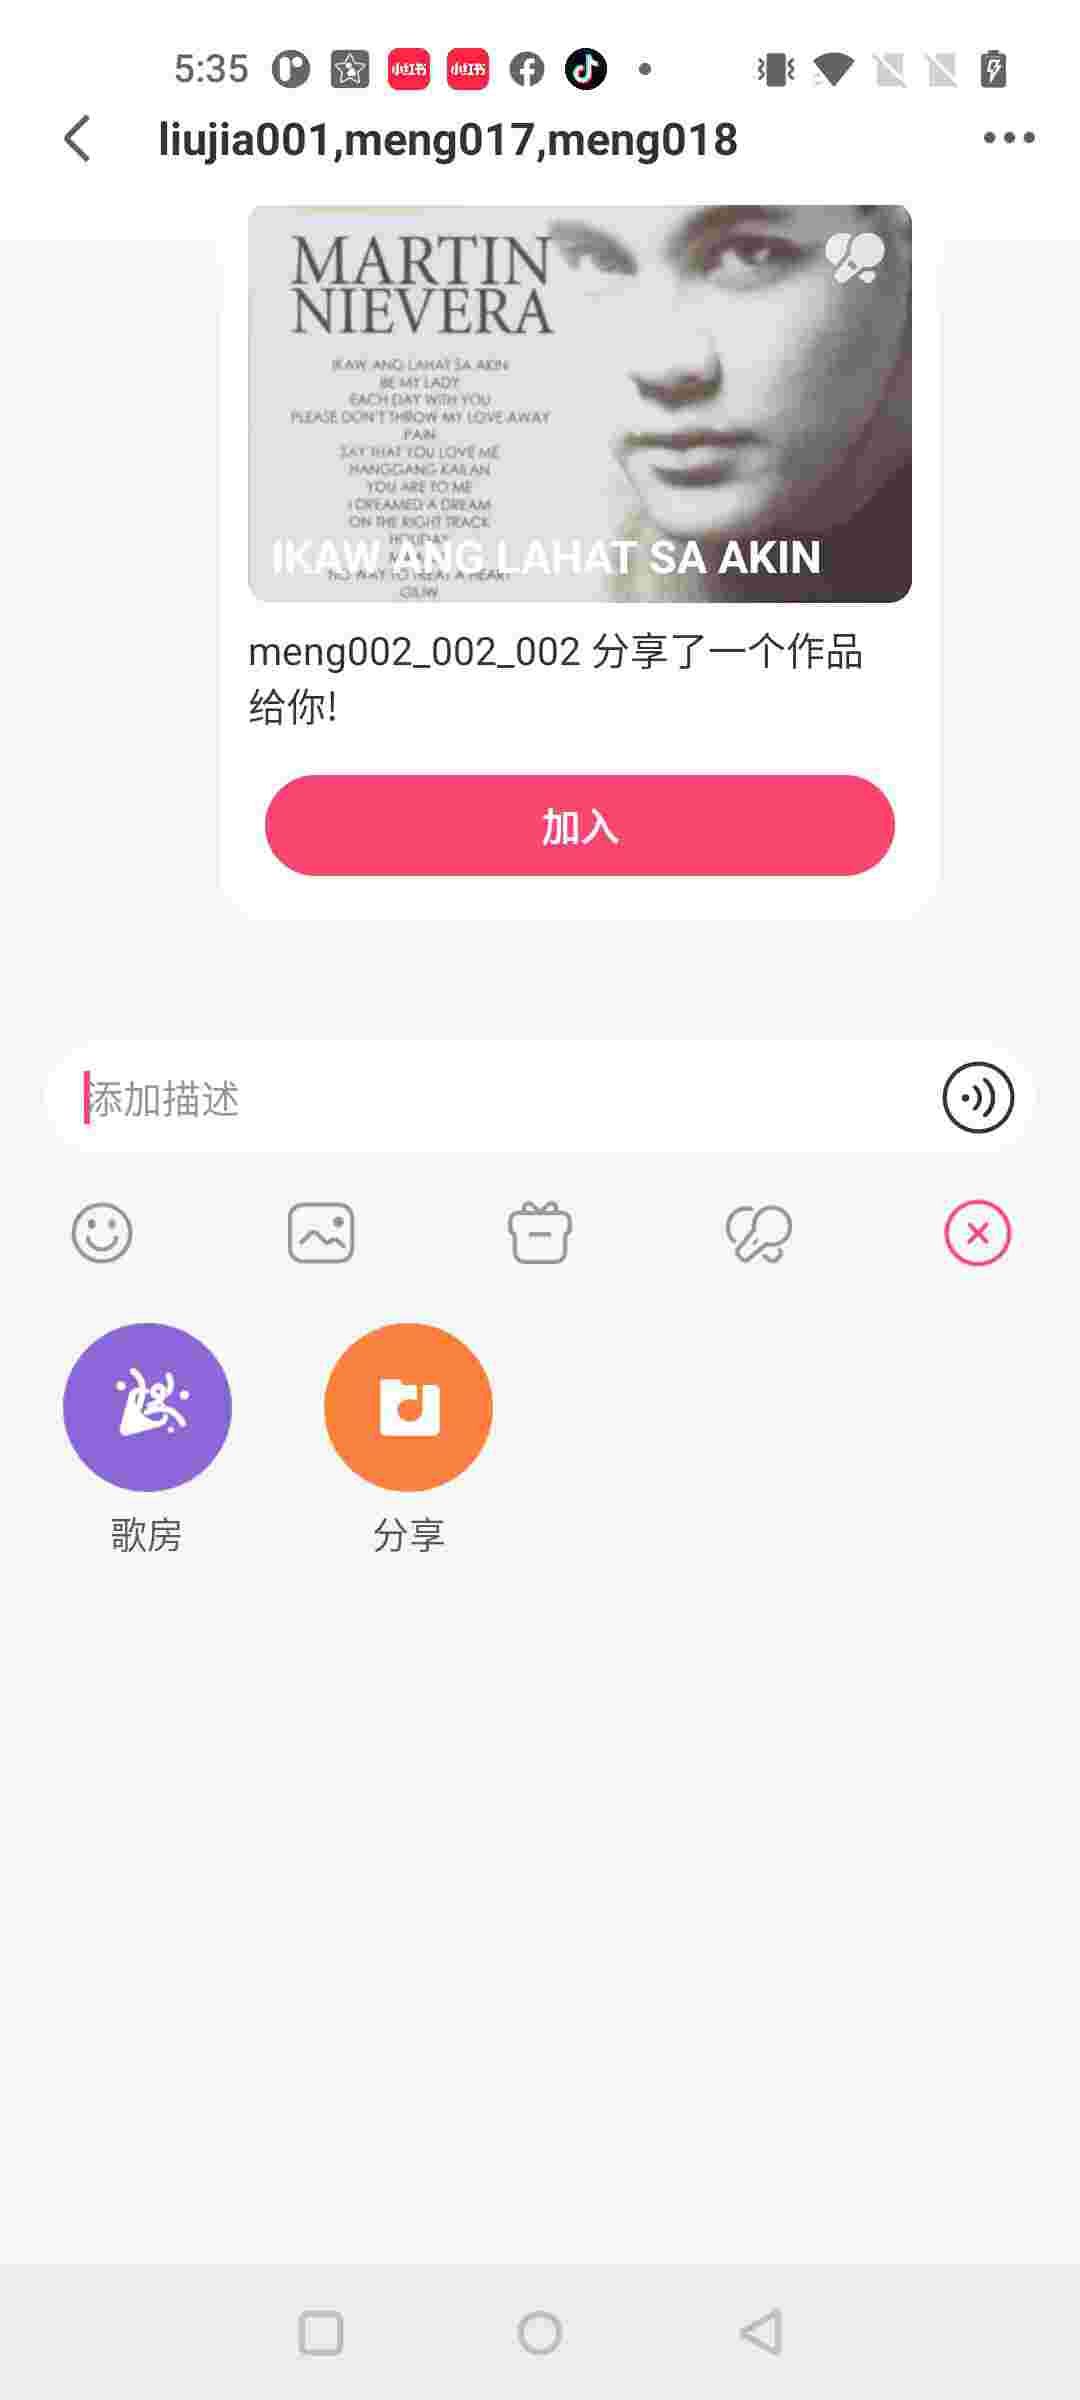 5:35
小红书 小红书
liujia001,meng017,meng018
MARTIN
NIEVERA
IKAW ANG LAHAT SA AKIN
BE MY LADY
EACH DAY WITH YOU
PLEASE DON'T THROW MY LOVE AWAY
PAIN
SAY THAT YOU LOVE ME
HANGGANG KAILAN
YOU ARE TO ME
I DREAMED A DREAM
ON THE RIGHT TRACK
HOLIDAY
IKAW ANG LAHAT SA AKIN
NO WAY TO TREAT A HEART
GILIW
meng002_002_002 分享了一个作品
给你!
加入
添加描述
歌房
分享